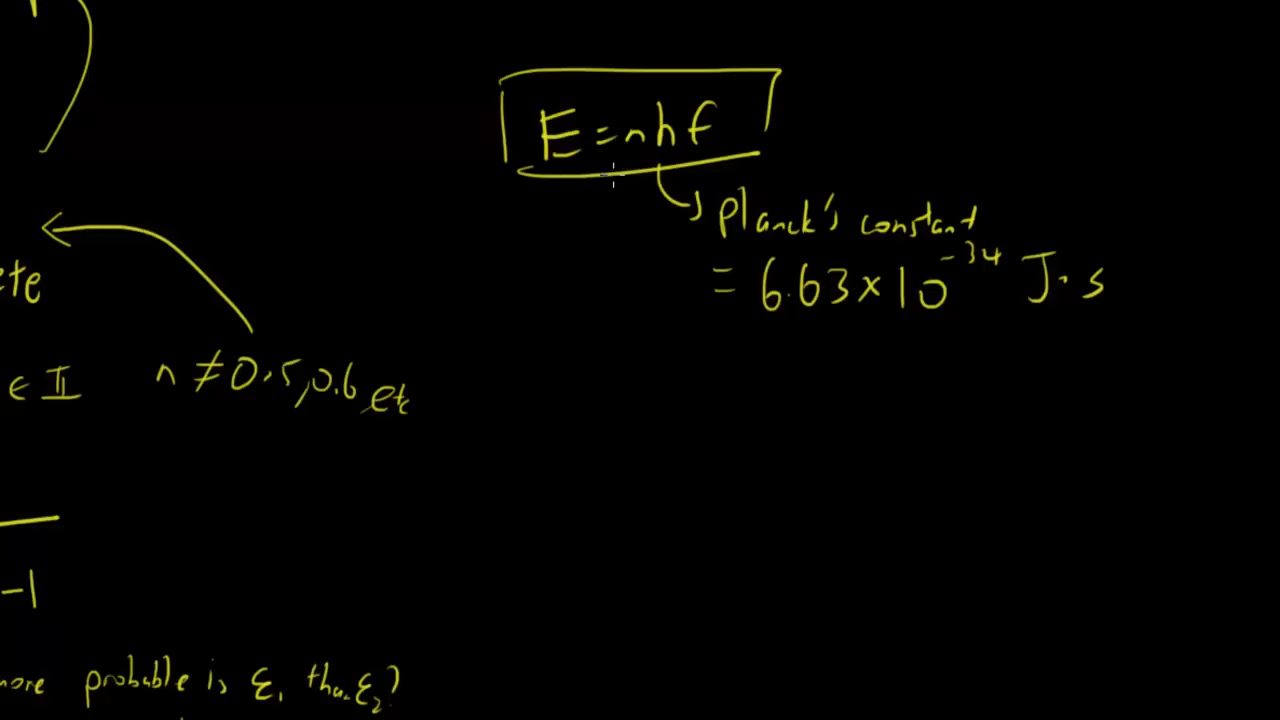 E = nhf
Planck's constant
= 6.63 × 10⁻³⁴ J·s
ete
∈ II n ≠ 0.5, 0.6 etc
-1
more probable is ε₁ than ε₂?